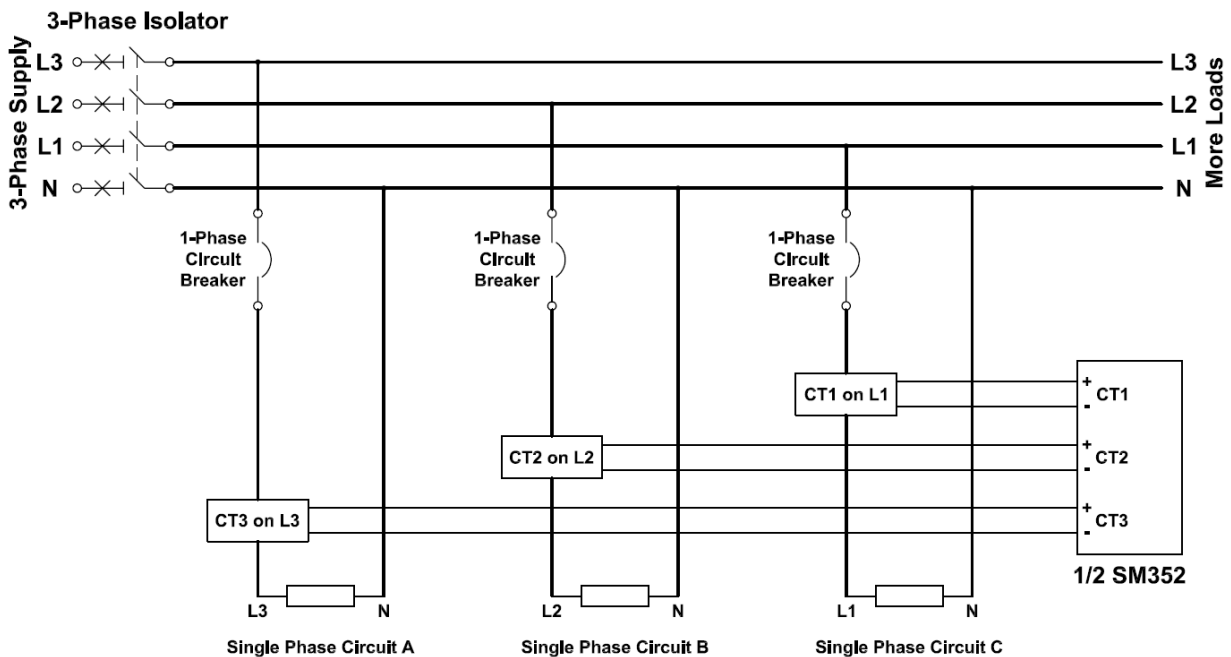 3-Phase Isolator
3-Phase Supply
L3
L2
L1
N
L3
L2
L1
N
More Loads
1-Phase
CIrcuIt
Breaker
1-Phase
CIrcuIt
Breaker
1-Phase
CIrcuIt
Breaker
CT1 on L1
+
-
CT1
CT2 on L2
+
-
CT2
CT3 on L3
+
-
CT3
1/2 SM352
L3
N
L2
N
L1
N
Single Phase Circuit A
Single Phase Circuit B
Single Phase Circuit C